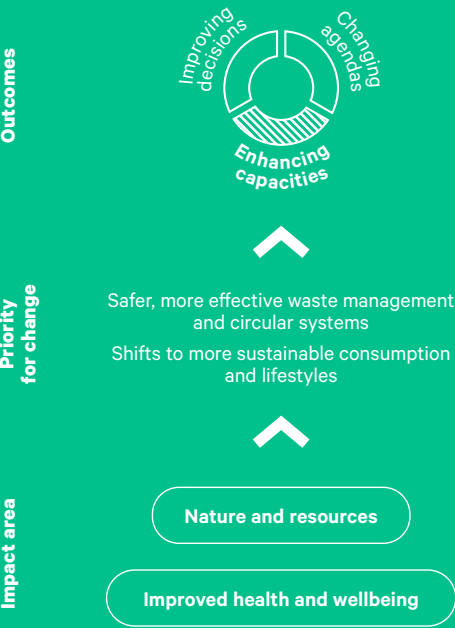 Outcomes
Improving
decisions
Changing
agendas
Enhancing
capacities
Priority
for change
Safer, more effective waste management
and circular systems
Shifts to more sustainable consumption
and lifestyles
Impact area
Nature and resources
Improved health and wellbeing